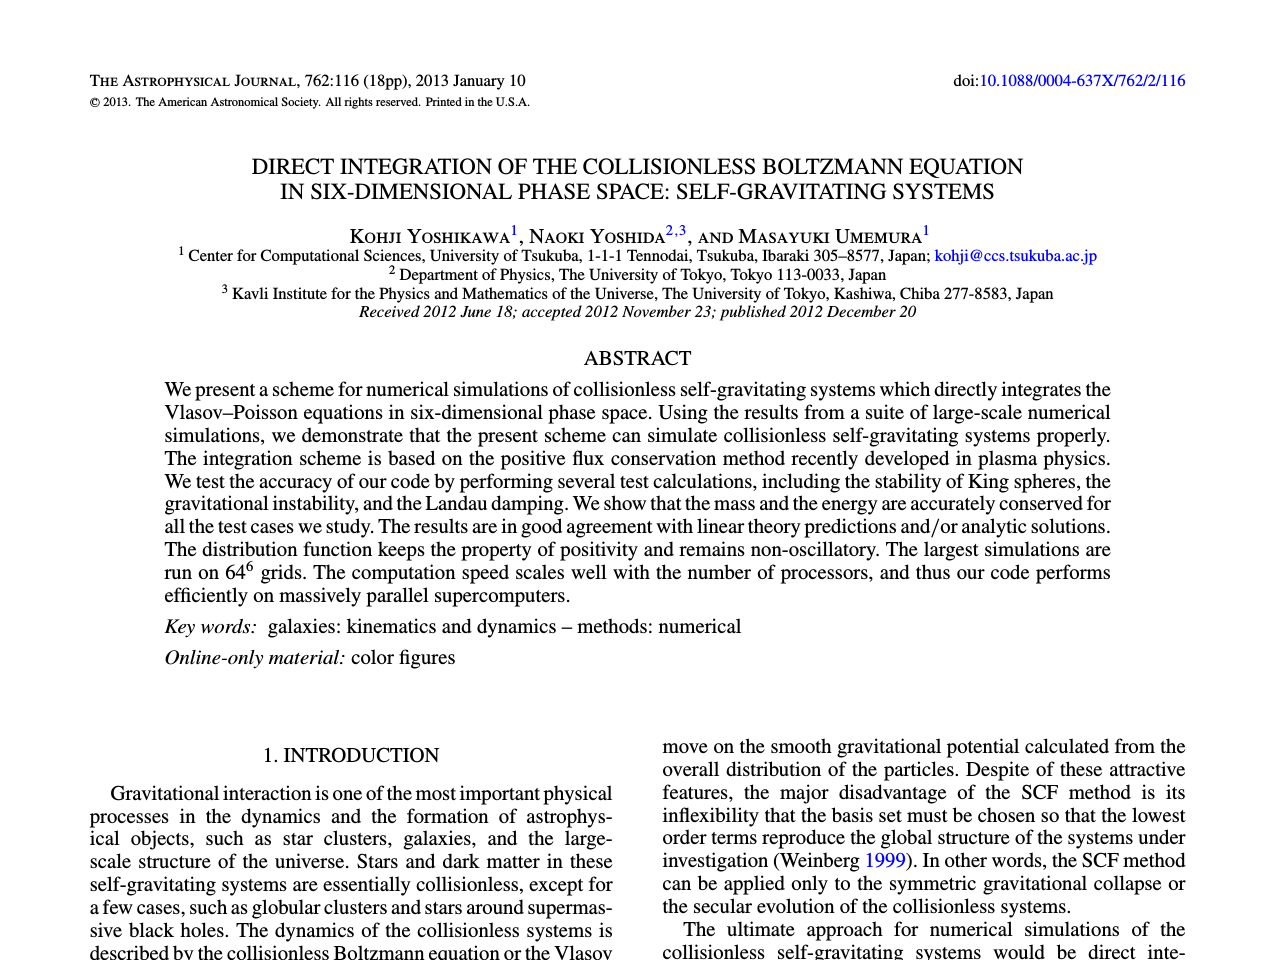 THE ASTROPHYSICAL JOURNAL, 762:116 (18pp), 2013 January 10
doi:10.1088/0004-637X/762/2/116
© 2013. The American Astronomical Society. All rights reserved. Printed in the U.S.A.
DIRECT INTEGRATION OF THE COLLISIONLESS BOLTZMANN EQUATION
IN SIX-DIMENSIONAL PHASE SPACE: SELF-GRAVITATING SYSTEMS
KOHJI YOSHIKAWA¹, NAOKI YOSHIDA²,³, AND MASAYUKI UMEMURA¹
¹ Center for Computational Sciences, University of Tsukuba, 1-1-1 Tennodai, Tsukuba, Ibaraki 305–8577, Japan; kohji@ccs.tsukuba.ac.jp
² Department of Physics, The University of Tokyo, Tokyo 113-0033, Japan
³ Kavli Institute for the Physics and Mathematics of the Universe, The University of Tokyo, Kashiwa, Chiba 277-8583, Japan
Received 2012 June 18; accepted 2012 November 23; published 2012 December 20
ABSTRACT
We present a scheme for numerical simulations of collisionless self-gravitating systems which directly integrates the
Vlasov–Poisson equations in six-dimensional phase space. Using the results from a suite of large-scale numerical
simulations, we demonstrate that the present scheme can simulate collisionless self-gravitating systems properly.
The integration scheme is based on the positive flux conservation method recently developed in plasma physics.
We test the accuracy of our code by performing several test calculations, including the stability of King spheres, the
gravitational instability, and the Landau damping. We show that the mass and the energy are accurately conserved for
all the test cases we study. The results are in good agreement with linear theory predictions and/or analytic solutions.
The distribution function keeps the property of positivity and remains non-oscillatory. The largest simulations are
run on 64⁶ grids. The computation speed scales well with the number of processors, and thus our code performs
efficiently on massively parallel supercomputers.
Key words: galaxies: kinematics and dynamics – methods: numerical
Online-only material: color figures
1. INTRODUCTION
Gravitational interaction is one of the most important physical
processes in the dynamics and the formation of astrophys-
ical objects, such as star clusters, galaxies, and the large-
scale structure of the universe. Stars and dark matter in these
self-gravitating systems are essentially collisionless, except for
a few cases, such as globular clusters and stars around supermas-
sive black holes. The dynamics of the collisionless systems is
described by the collisionless Boltzmann equation or the Vlasov
move on the smooth gravitational potential calculated from the
overall distribution of the particles. Despite of these attractive
features, the major disadvantage of the SCF method is its
inflexibility that the basis set must be chosen so that the lowest
order terms reproduce the global structure of the systems under
investigation (Weinberg 1999). In other words, the SCF method
can be applied only to the symmetric gravitational collapse or
the secular evolution of the collisionless systems.
The ultimate approach for numerical simulations of the
collisionless self-gravitating systems would be direct inte-